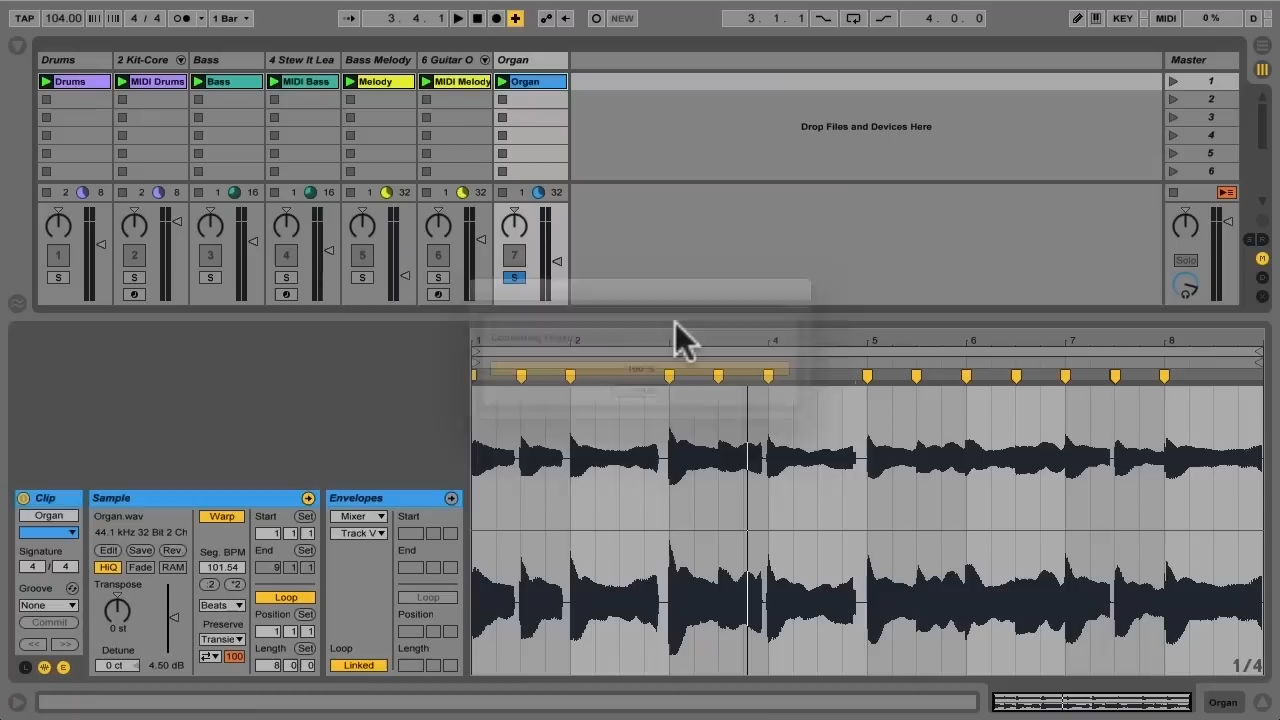 TAP 104.00 4 / 4 1 Bar 3. 4. 1 NEW 3. 1. 1 4. 0. 0 KEY MIDI 0 % D
Drums 2 Kit-Core Bass 4 Stew It Lea Bass Melody 6 Guitar O Organ Master
Drums MIDI Drums Bass MIDI Bass Melody MIDI Melody Organ 1
2
3
Drop Files and Devices Here
4
5
6
2 8 2 8 1 16 1 16 1 32 1 32 1 32
1 2 3 4 5 6 7 Solo
S S S S S S S
S R
M
D
X
1 2 4 5 6 7 8
100 %
Clip Sample Envelopes
Organ Organ.wav Warp Start Set Mixer Start
44.1 kHz 32 Bit 2 Ch 1 1 1 Track V
Signature Edit Save Rev Seg. BPM End Set End
4 / 4 HiQ Fade RAM 101.54 9 1 1
Groove Transpose :2 *2
None Beats Loop Loop
Commit Preserve Position Set Position
0 st Transie 1 1 1
<< >> Detune 100 Length Set Loop Length
L E 0 ct 4.50 dB 8 0 0 Linked
1/4
Organ